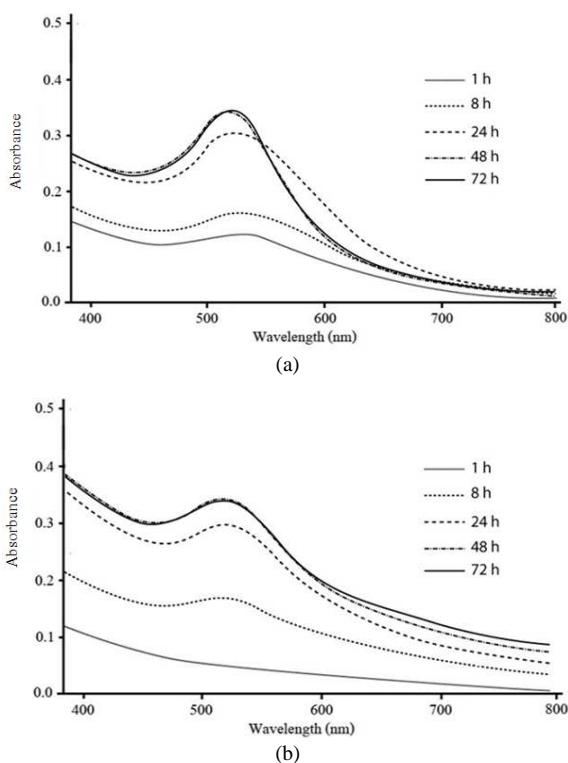 0.5
0.4
0.3
0.2
0.1
0.0
Absorbance
1 h
8 h
24 h
48 h
72 h
400 500 600 700 800
Wavelength (nm)
(a)
0.5
0.4
0.3
0.2
0.1
0.0
Absorbance
1 h
8 h
24 h
48 h
72 h
400 500 600 700 800
Wavelength (nm)
(b)